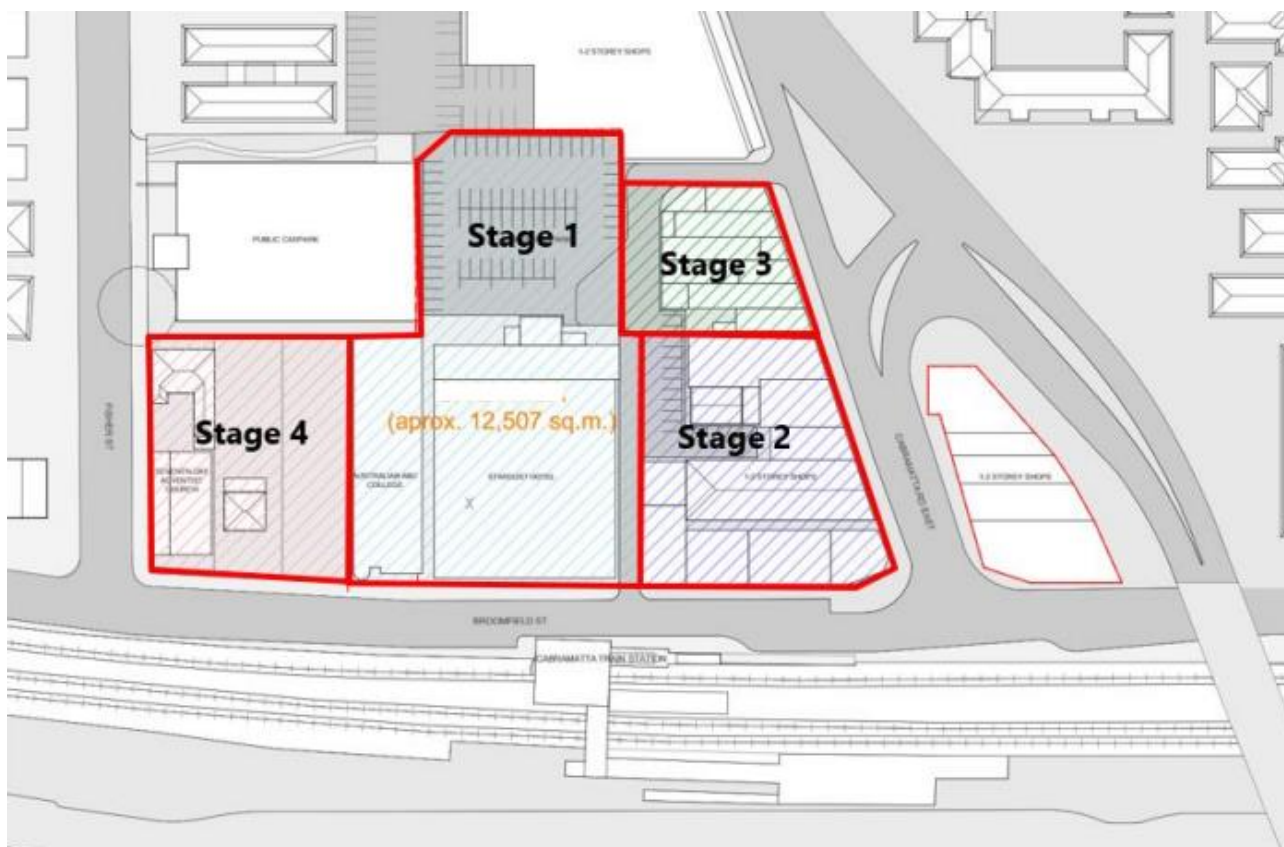 1-2 STOREY SHOPS
PUBLIC CARPARK
Stage 1
Stage 3
Stage 4
(aprox. 12,507 sq.m.)
Stage 2
FISHER ST
SEVENTH DAY
ADVENTIST
CHURCH
AUSTRALIAN
COLLEGE
STARDUST HOTEL
X
1-2 STOREY SHOPS
CABRAMATTA RD EAST
1-2 STOREY SHOPS
BROOMFIELD ST
CABRAMATTA TRAIN STATION